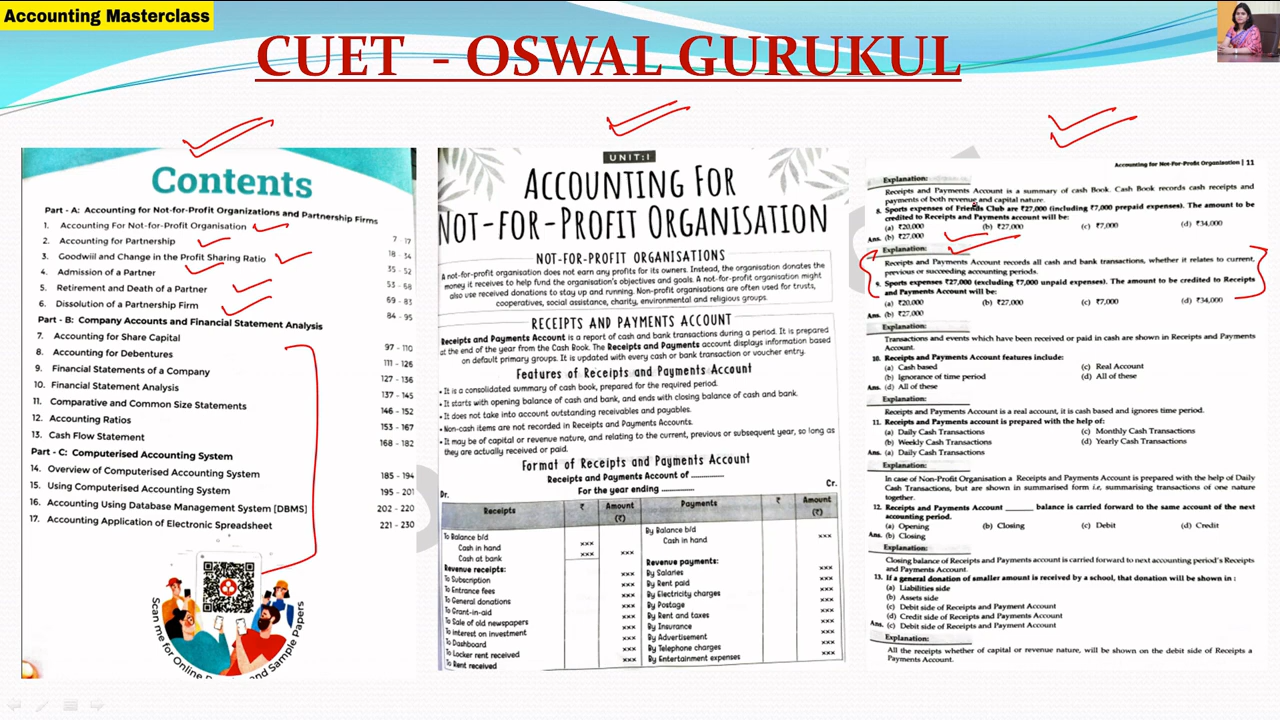 Accounting Masterclass
CUET - OSWAL GURUKUL
Contents
Part - A: Accounting for Not-for-Profit Organizations and Partnership Firms
1. Accounting For Not-for-Profit Organisation 7 - 17
2. Accounting for Partnership 18 - 34
3. Goodwill and Change in the Profit Sharing Ratio 35 - 52
4. Admission of a Partner 53 - 68
5. Retirement and Death of a Partner 69 - 83
6. Dissolution of a Partnership Firm 84 - 95
Part - B: Company Accounts and Financial Statement Analysis
7. Accounting for Share Capital 97 - 110
8. Accounting for Debentures 111 - 126
9. Financial Statements of a Company 127 - 136
10. Financial Statement Analysis 137 - 145
11. Comparative and Common Size Statements 146 - 152
12. Accounting Ratios 153 - 167
13. Cash Flow Statement 168 - 182
Part - C: Computerised Accounting System
14. Overview of Computerised Accounting System 185 - 194
15. Using Computerised Accounting System 195 - 201
16. Accounting Using Database Management System [DBMS] 202 - 220
17. Accounting Application of Electronic Spreadsheet 221 - 230
Scan me for Online and Sample Papers
UNIT:I
ACCOUNTING FOR
NOT-FOR-PROFIT ORGANISATION
NOT-FOR-PROFIT ORGANISATIONS
A not-for-profit organisation does not earn any profits for its owners. Instead, the organisation donates the
money it receives to help fund the organisation's objectives and goals. A not-for-profit organisation might
also use received donations to stay up and running. Non-profit organisations are often used for trusts,
cooperatives, social assistance, charity, environmental and religious groups.
RECEIPTS AND PAYMENTS ACCOUNT
Receipts and Payments Account is a report of cash and bank transactions during a period. It is prepared
at the end of the year from the Cash Book. The Receipts and Payments account displays information based
on default primary groups. It is updated with every cash or bank transaction or voucher entry.
Features of Receipts and Payments Account
• It is a consolidated summary of cash book, prepared for the required period.
• It starts with opening balance of cash and bank, and ends with closing balance of cash and bank.
• It does not take into account outstanding receivables and payables.
• Non-cash items are not recorded in Receipts and Payments Accounts.
• It may be of capital or revenue nature, and relating to the current, previous or subsequent year, so long as
they are actually received or paid.
Format of Receipts and Payments Account
Receipts and Payments Account of ..............
Dr. For the year ending .............. Cr.
Receipts ₹ Amount (₹) Payments ₹ Amount (₹)
To Balance b/d By Balance b/d ×××
Cash in hand ××× Cash in hand
Cash at bank ××× ×××
Revenue receipts: Revenue payments:
To Subscription ××× By Salaries ×××
To Entrance fees ××× By Rent paid ×××
To General donations ××× By Electricity charges ×××
To Grant-in-aid ××× By Postage ×××
To Sale of old newspapers ××× By Rent and taxes ×××
To Interest on investment ××× By Insurance ×××
To Dashboard ××× By Advertisement ×××
To Locker rent received ××× By Telephone charges ×××
To Rent received ××× By Entertainment expenses ×××
Accounting for Not-For-Profit Organisation | 11
Explanation:
Receipts and Payments Account is a summary of cash Book. Cash Book records cash receipts and
payments of both revenue and capital nature.
8. Sports expenses of Friends Club are ₹27,000 (including ₹7,000 prepaid expenses). The amount to be
credited to Receipts and Payments account will be:
(a) ₹20,000 (b) ₹27,000 (c) ₹7,000 (d) ₹34,000
Ans. (b) ₹27,000
Explanation:
Receipts and Payments Account records all cash and bank transactions, whether it relates to current,
previous or succeeding accounting periods.
9. Sports expenses ₹27,000 (excluding ₹7,000 unpaid expenses). The amount to be credited to Receipts
and Payments Account will be:
(a) ₹20,000 (b) ₹27,000 (c) ₹7,000 (d) ₹34,000
Ans. (b) ₹27,000
Explanation:
Transactions and events which have been received or paid in cash are shown in Receipts and Payments
Account.
10. Receipts and Payments Account features include:
(a) Cash based (c) Real Account
(b) Ignorance of time period (d) All of these
Ans. (d) All of these
Explanation:
Receipts and Payments Account is a real account, it is cash based and ignores time period.
11. Receipts and Payments Account is prepared with the help of:
(a) Daily Cash Transactions (c) Monthly Cash Transactions
(b) Weekly Cash Transactions (d) Yearly Cash Transactions
Ans. (a) Daily Cash Transactions
Explanation:
In case of Non-Profit Organisation a Receipts and Payments Account is prepared with the help of Daily
Cash Transactions, but are shown in summarised form i.e, summarising transactions of one nature
together.
12. Receipts and Payments Account ______ balance is carried forward to the same account of the next
accounting period.
(a) Opening (b) Closing (c) Debit (d) Credit
Ans. (b) Closing
Explanation:
Closing balance of Receipts and Payments account is carried forward to next accounting period's Receipts
and Payments Account.
13. If a general donation of smaller amount is received by a school, that donation will be shown in :
(a) Liabilities side
(b) Assets side
(c) Debit side of Receipts and Payment Account
(d) Credit side of Receipts and Payments Account
Ans. (c) Debit side of Receipts and Payment Account
Explanation:
All the receipts whether of capital or revenue nature, will be shown on the debit side of Receipts a
Payments Account.